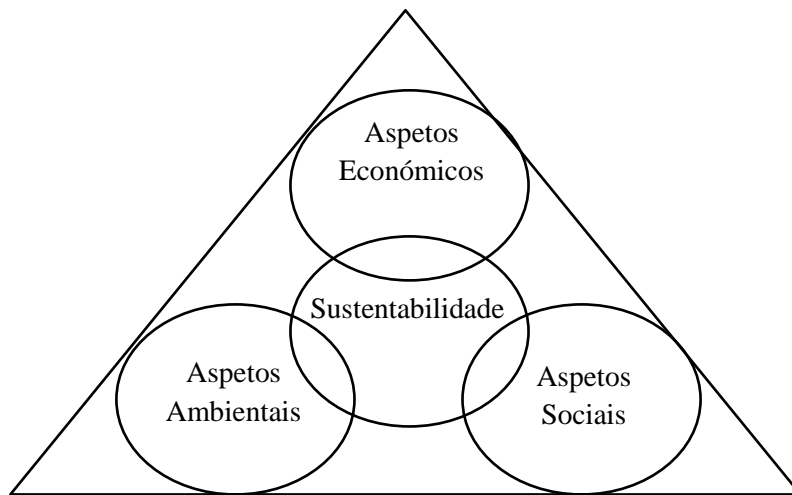 Aspetos
Económicos
Sustentabilidade
Aspetos
Ambientais
Aspetos
Sociais